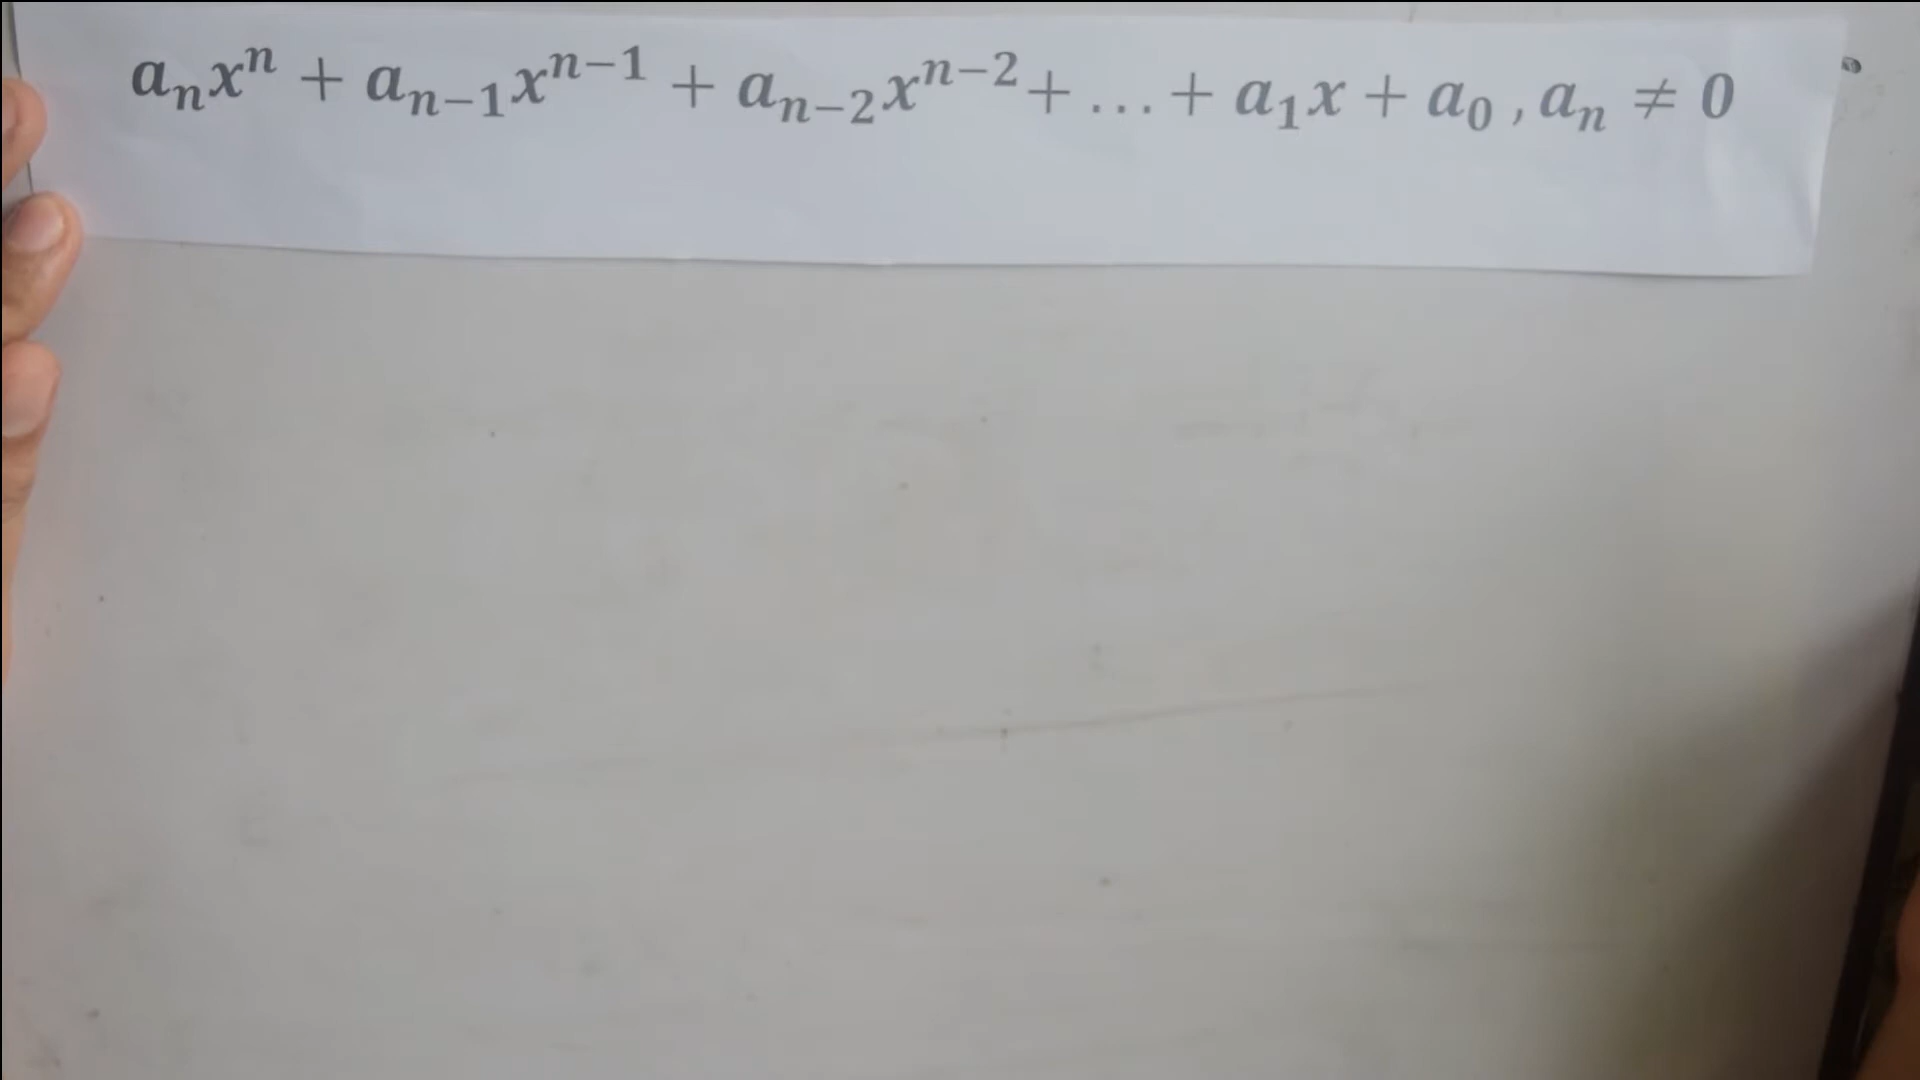 aₙxⁿ + aₙ₋₁xⁿ⁻¹ + aₙ₋₂xⁿ⁻² + ... + a₁x + a₀ , aₙ ≠ 0